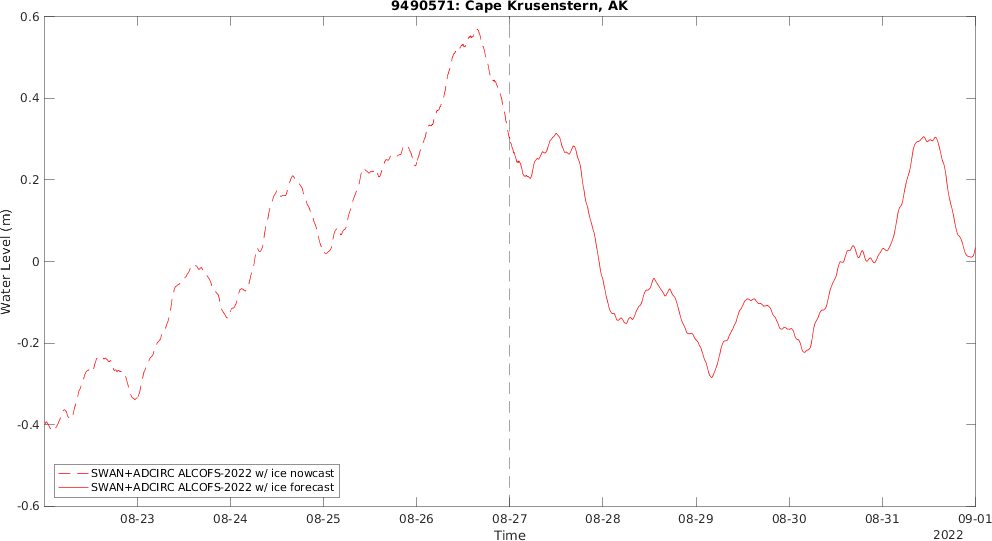 9490571: Cape Krusenstern, AK
0.6
0.4
0.2
0
-0.2
-0.4
-0.6
Water Level (m)
SWAN+ADCIRC ALCOFS-2022 w/ ice nowcast
SWAN+ADCIRC ALCOFS-2022 w/ ice forecast
08-23 08-24 08-25 08-26 08-27 08-28 08-29 08-30 08-31 09-01
Time
2022